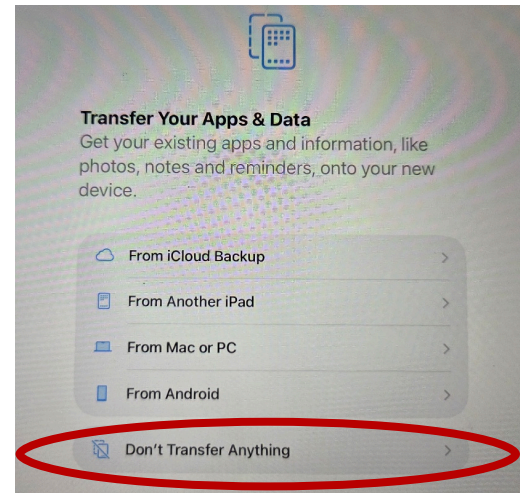 Transfer Your Apps & Data
Get your existing apps and information, like
photos, notes and reminders, onto your new
device.
From iCloud Backup
From Another iPad
From Mac or PC
From Android
Don't Transfer Anything